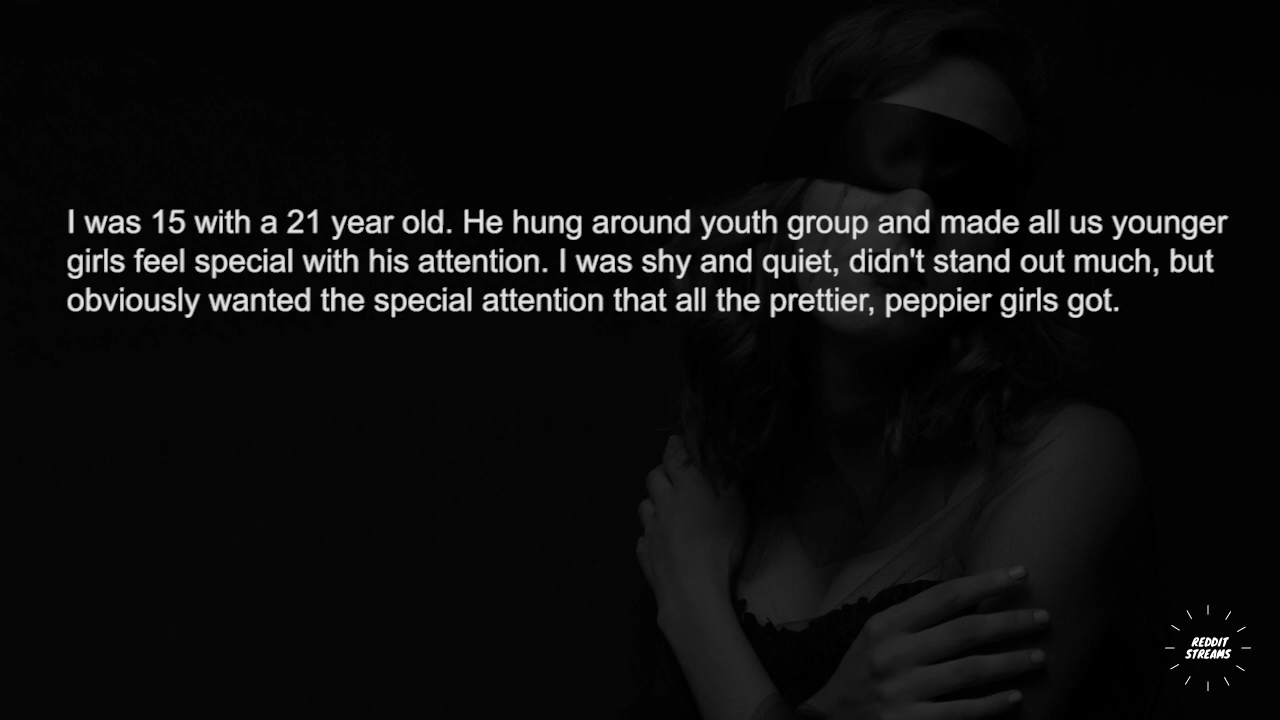 I was 15 with a 21 year old. He hung around youth group and made all us younger
girls feel special with his attention. I was shy and quiet, didn't stand out much, but
obviously wanted the special attention that all the prettier, peppier girls got.
REDDIT
STREAMS